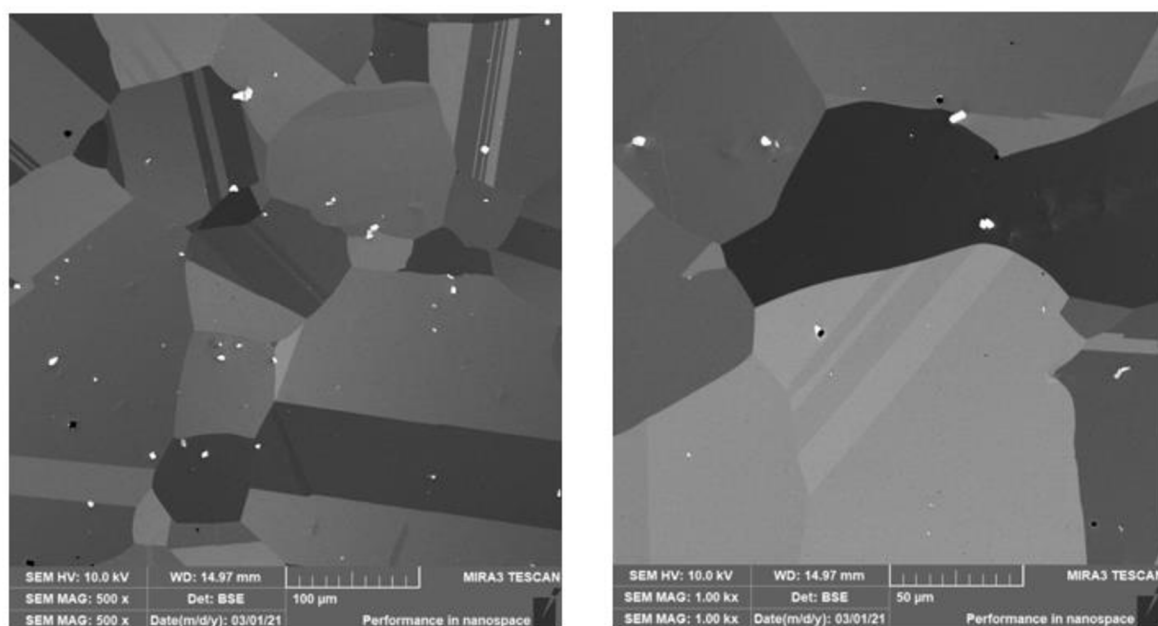 SEM HV: 10.0 kV WD: 14.97 mm MIRA3 TESCAN
SEM MAG: 500 x Det: BSE 100 µm
SEM MAG: 500 x Date(m/d/y): 03/01/21 Performance in nanospace
SEM HV: 10.0 kV WD: 14.97 mm MIRA3 TESCAN
SEM MAG: 1.00 kx Det: BSE 50 µm
SEM MAG: 1.00 kx Date(m/d/y): 03/01/21 Performance in nanospace